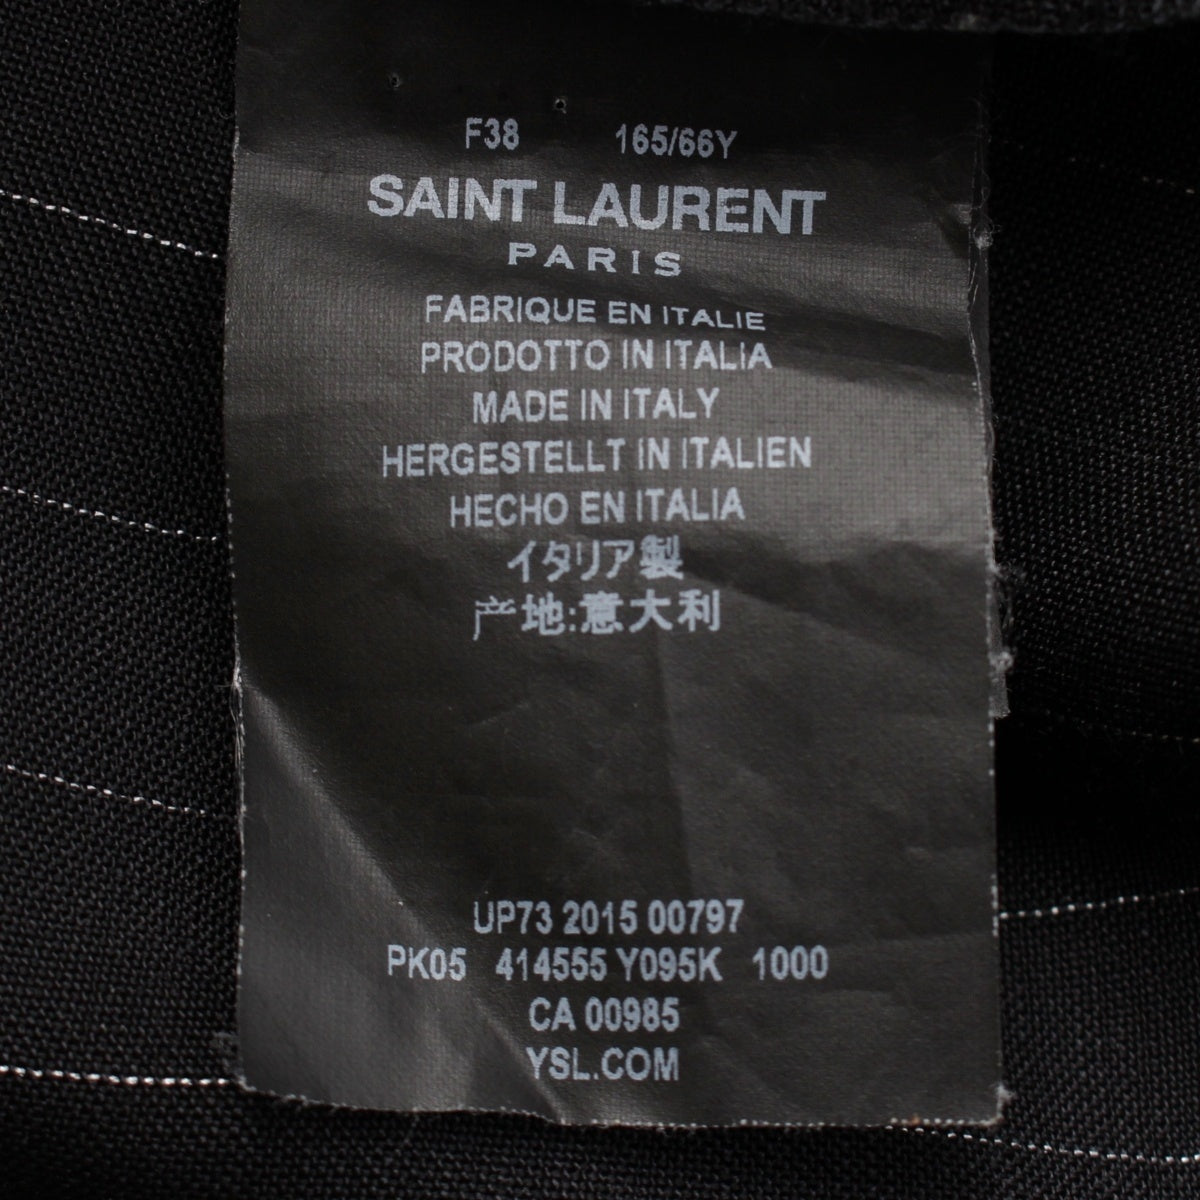 F38 165/66Y
SAINT LAURENT
PARIS
FABRIQUE EN ITALIE
PRODOTTO IN ITALIA
MADE IN ITALY
HERGESTELLT IN ITALIEN
HECHO EN ITALIA
イタリア製
产地:意大利
UP73 2015 00797
PK05 414555 Y095K 1000
CA 00985
YSL.COM